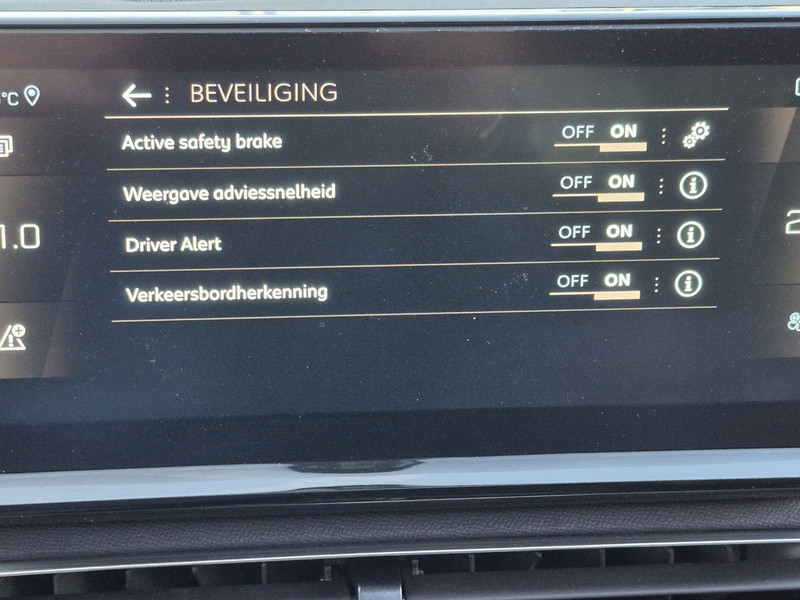 °C BEVEILIGING
Active safety brake OFF ON
Weergave adviessnelheid OFF ON
1.0
Driver Alert OFF ON
Verkeersbordherkenning OFF ON